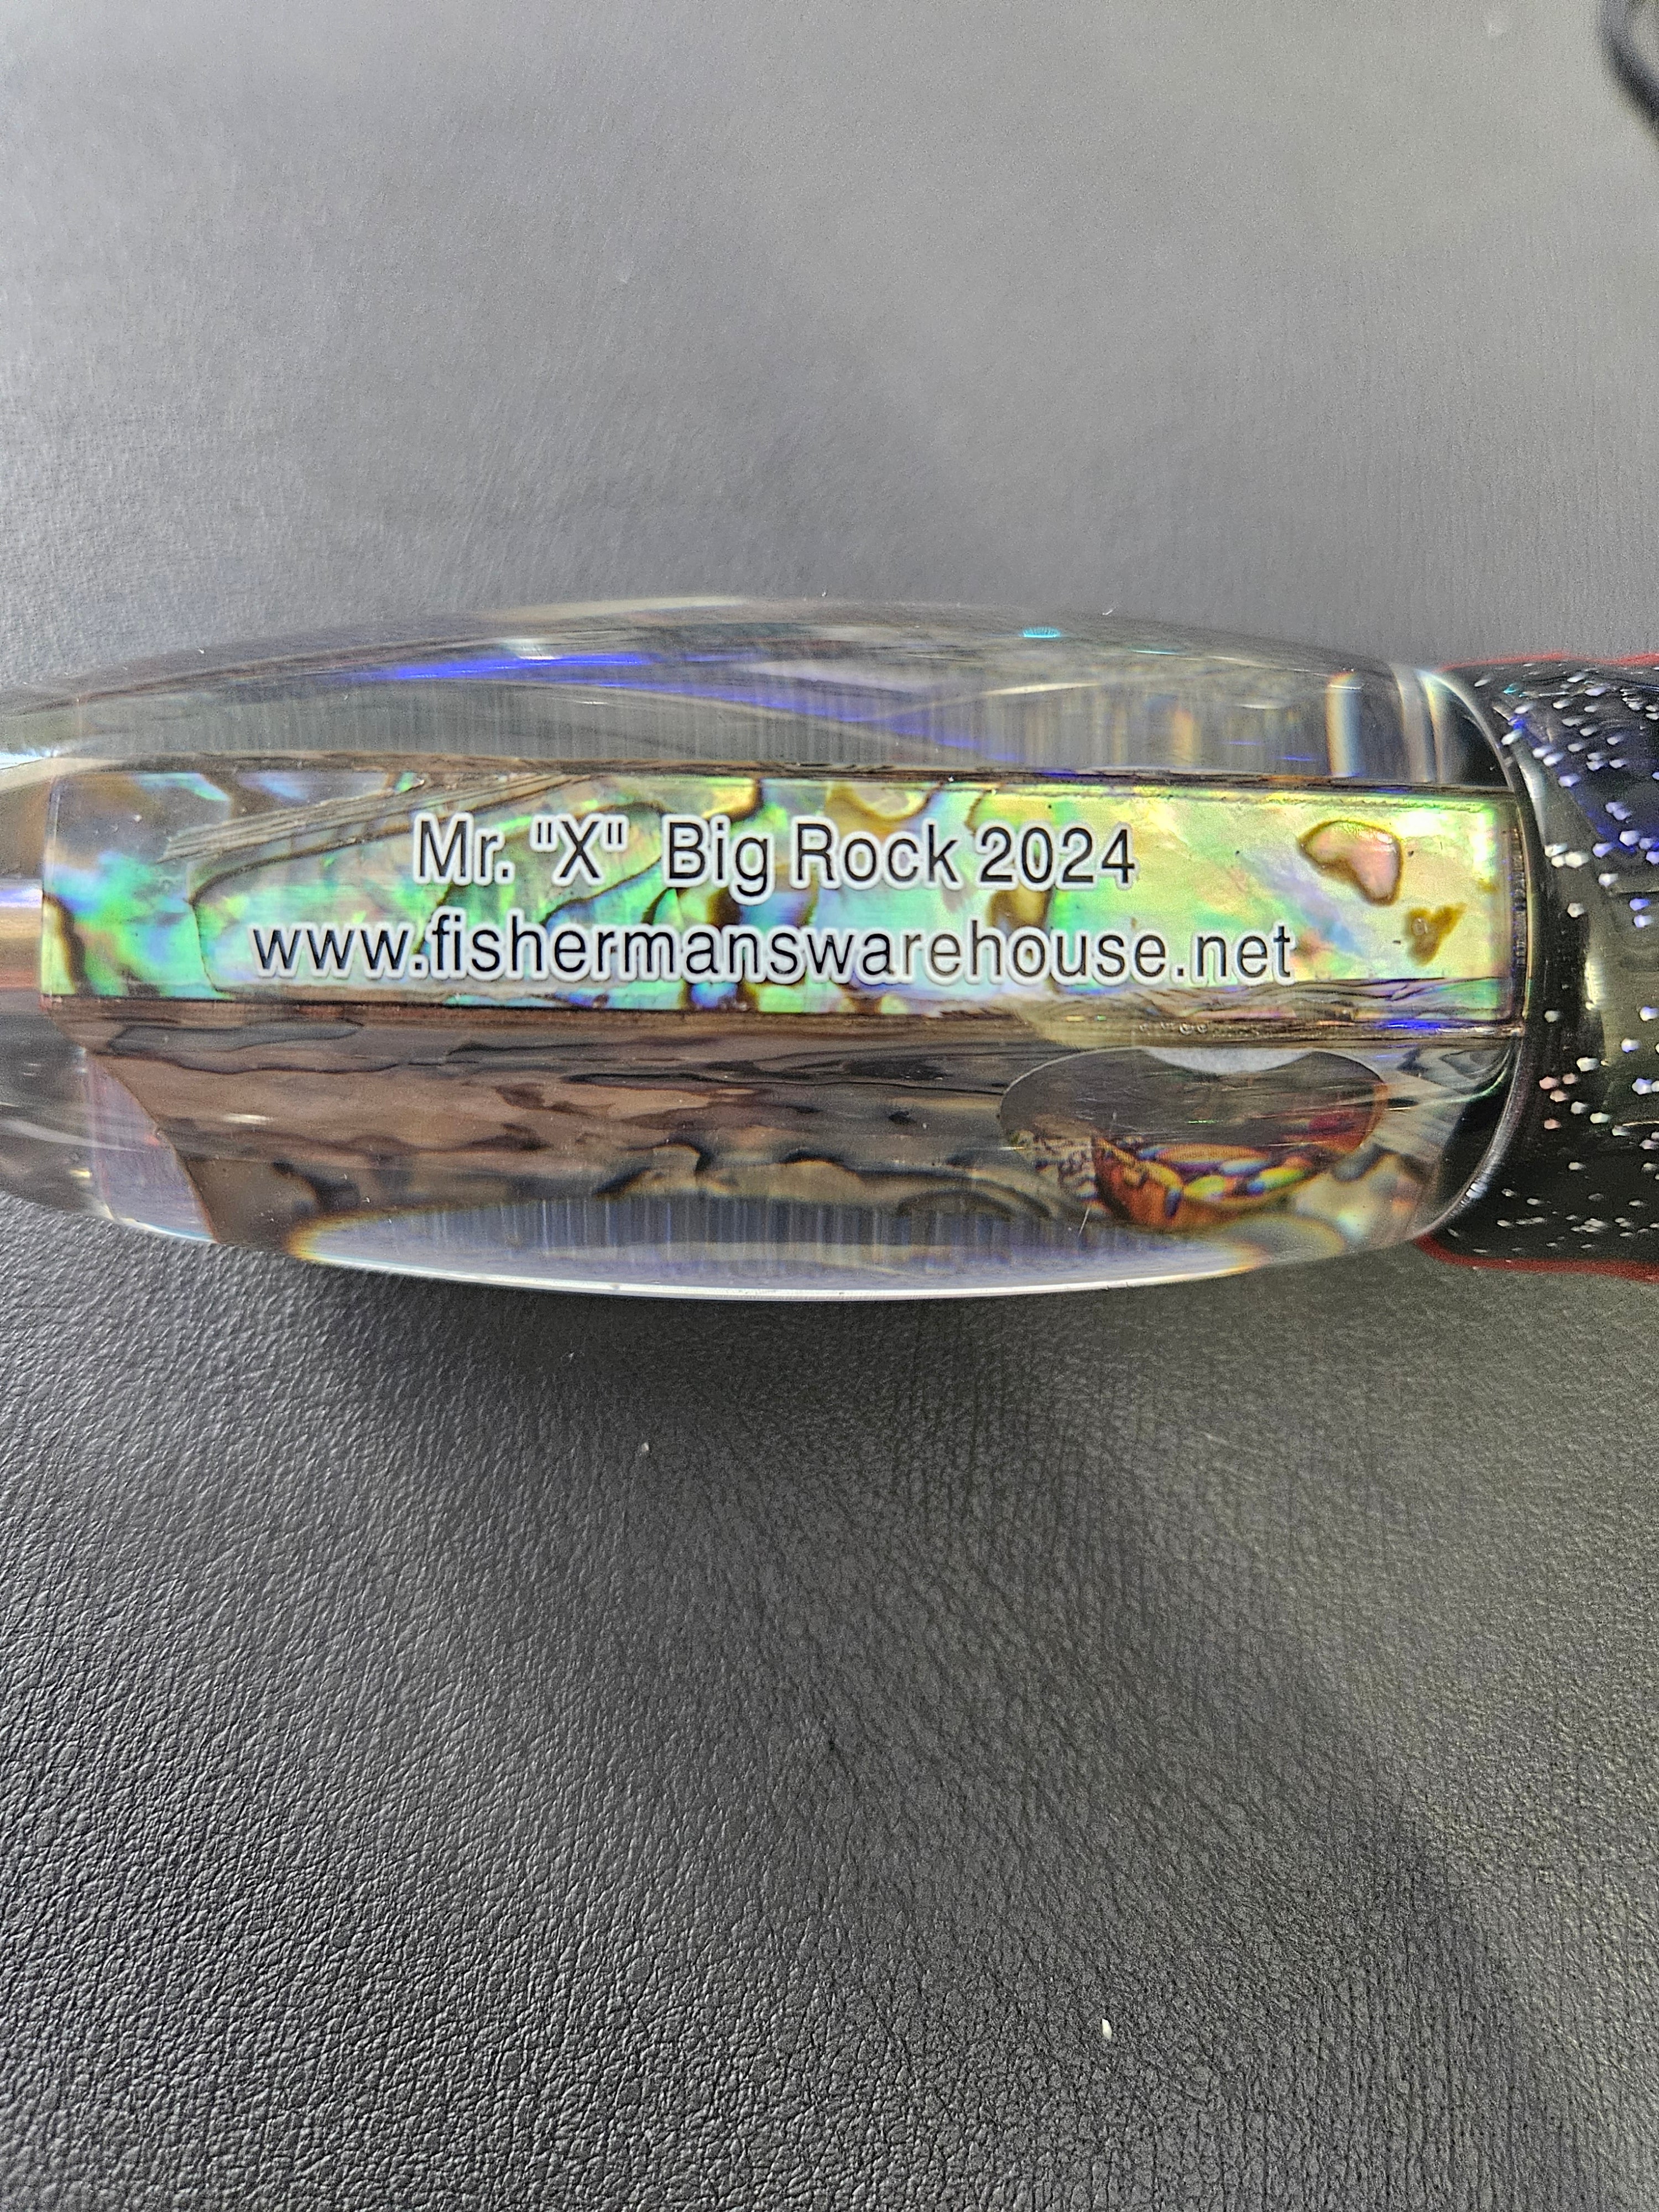 Mr. "X" Big Rock 2024
www.fishermanswarehouse.net